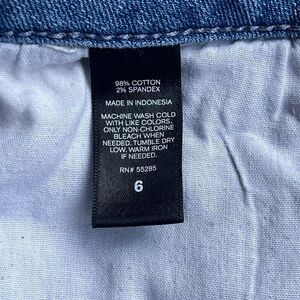 98% COTTON
2% SPANDEX
MADE IN INDONESIA
MACHINE WASH COLD
WITH LIKE COLORS,
ONLY NON-CHLORINE
BLEACH WHEN
NEEDED. TUMBLE DRY
LOW, WARM IRON
IF NEEDED.
RN# 55285
6